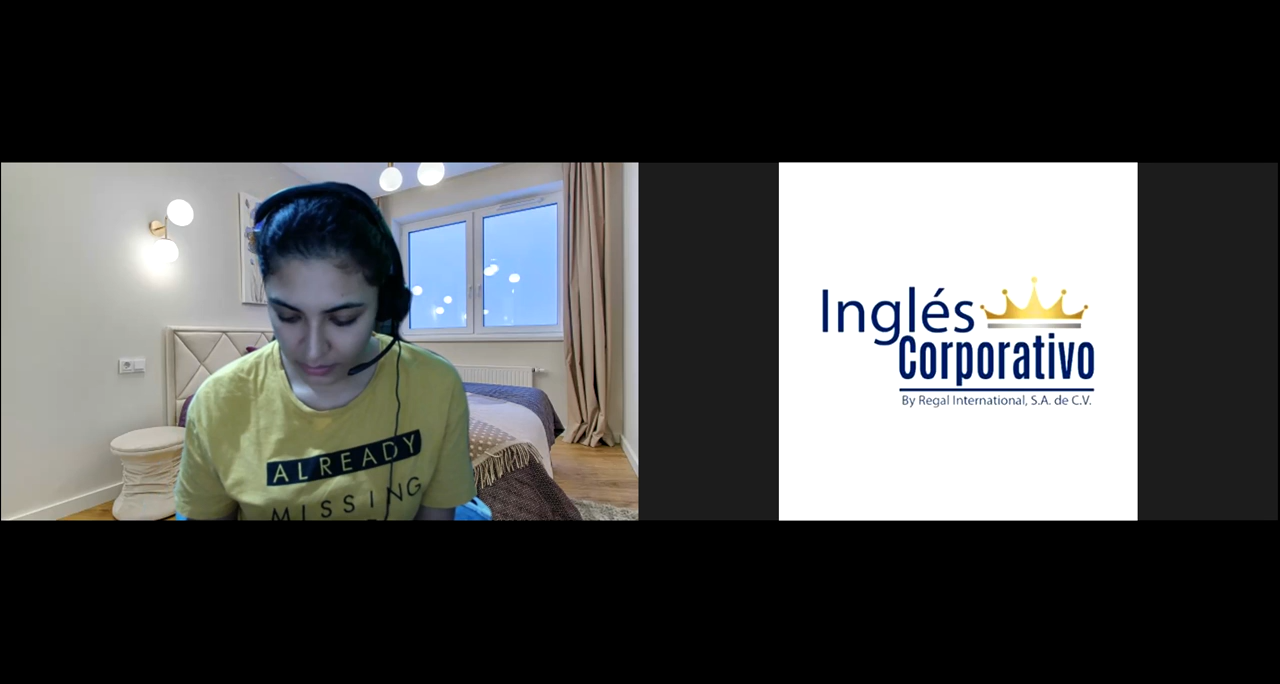 ALREADY
MISSING
Inglés
Corporativo
By Regal International, S.A. de C.V.